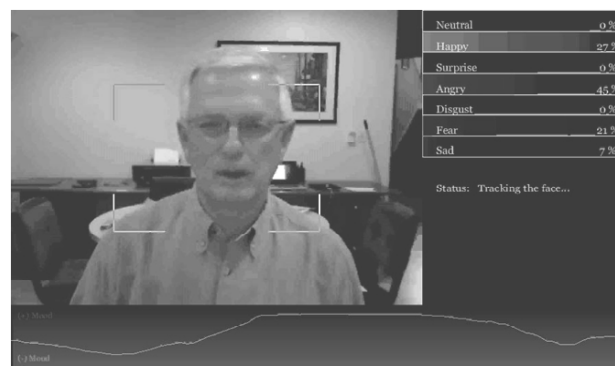 Neutral 0 %
Happy 27 %
Surprise 0 %
Angry 45 %
Disgust 0 %
Fear 21 %
Sad 7 %
Status: Tracking the face...
(+) Mood
(-) Mood